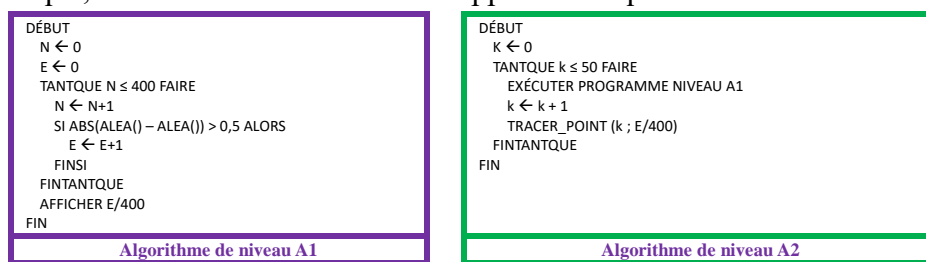 DÉBUT
N ← 0
E ← 0
TANTQUE N ≤ 400 FAIRE
N ← N+1
SI ABS(ALEA() – ALEA()) > 0,5 ALORS
E ← E+1
FINSI
FINTANTQUE
AFFICHER E/400
FIN
Algorithme de niveau A1
DÉBUT
K ← 0
TANTQUE k ≤ 50 FAIRE
EXÉCUTER PROGRAMME NIVEAU A1
k ← k + 1
TRACER_POINT (k ; E/400)
FINTANTQUE
FIN
Algorithme de niveau A2